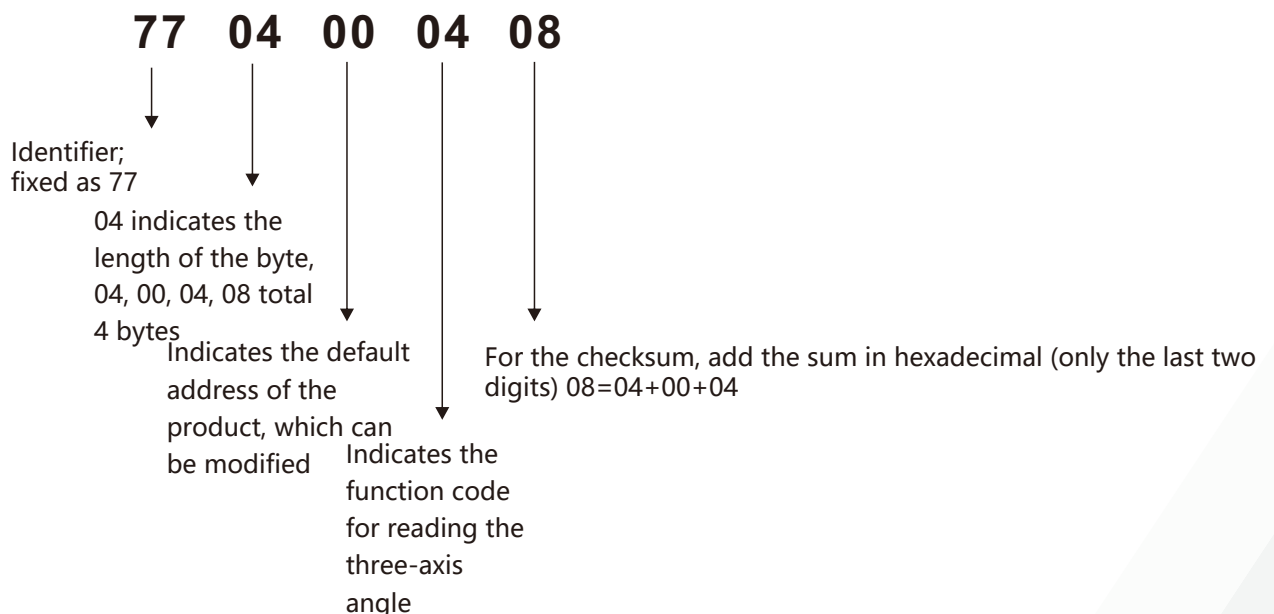 77 04 00 04 08
Identifier;
fixed as 77
04 indicates the
length of the byte,
04, 00, 04, 08 total
4 bytes
Indicates the default
address of the
product, which can
be modified
For the checksum, add the sum in hexadecimal (only the last two
digits) 08=04+00+04
Indicates the
function code
for reading the
three-axis
angle